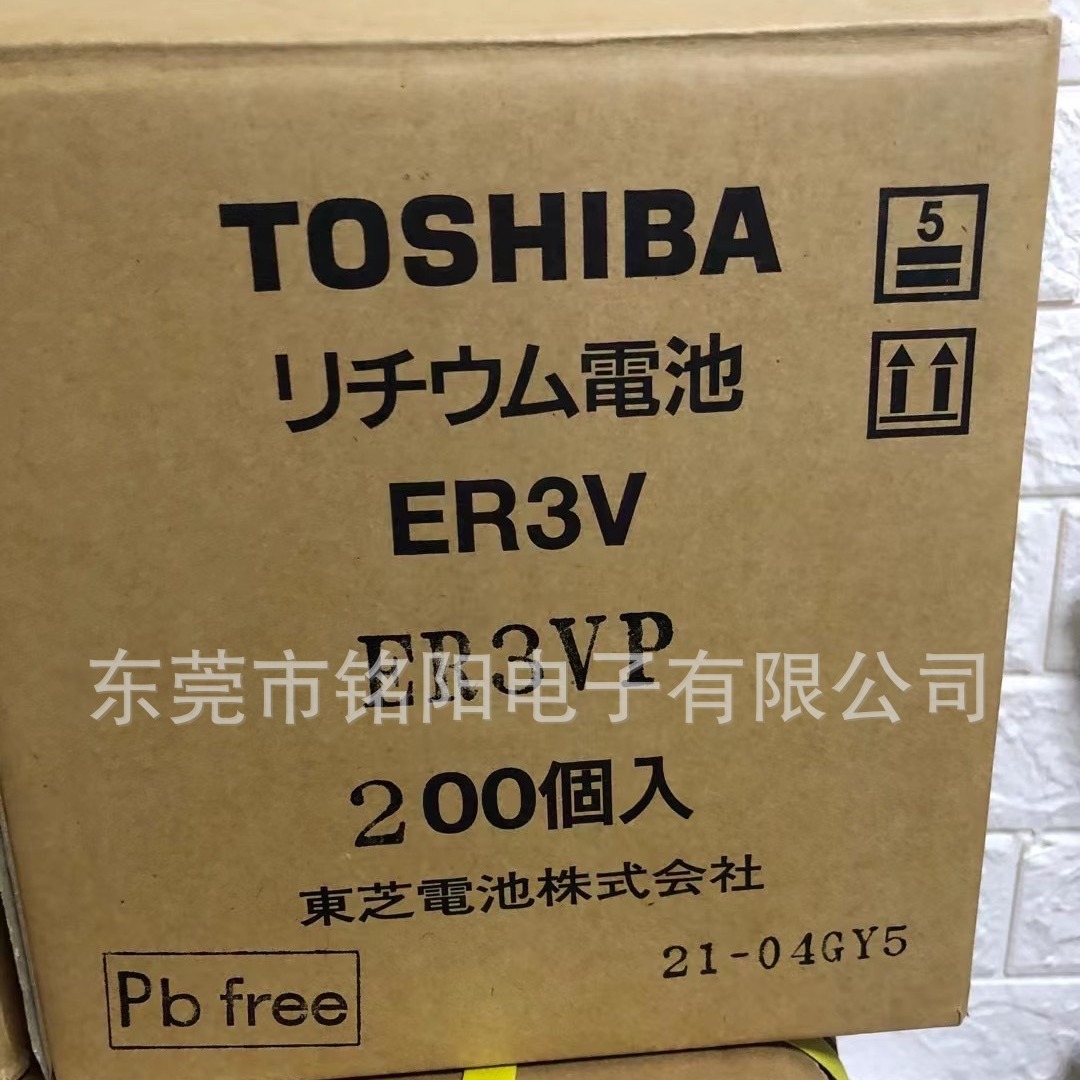 TOSHIBA
5
リチウム電池
ER3V
ER3VP
东莞市铭阳电子有限公司
200個入
東芝電池株式会社
21-04GY5
Pb free